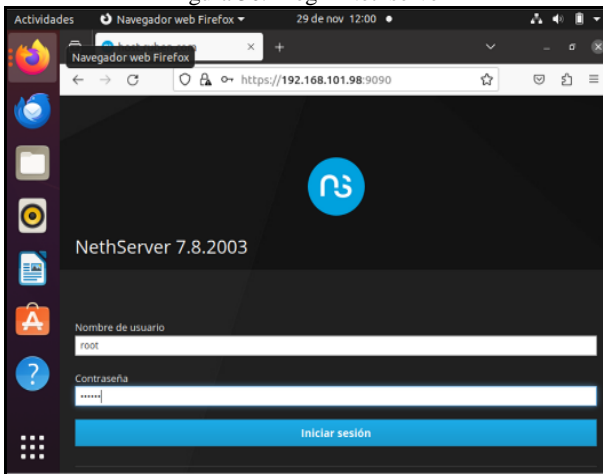 Actividades Navegador web Firefox 29 de nov 12:00
Navegador web Firefox
https://192.168.101.98:9090
ns
NethServer 7.8.2003
Nombre de usuario
root
Contraseña
••••••
Iniciar sesión